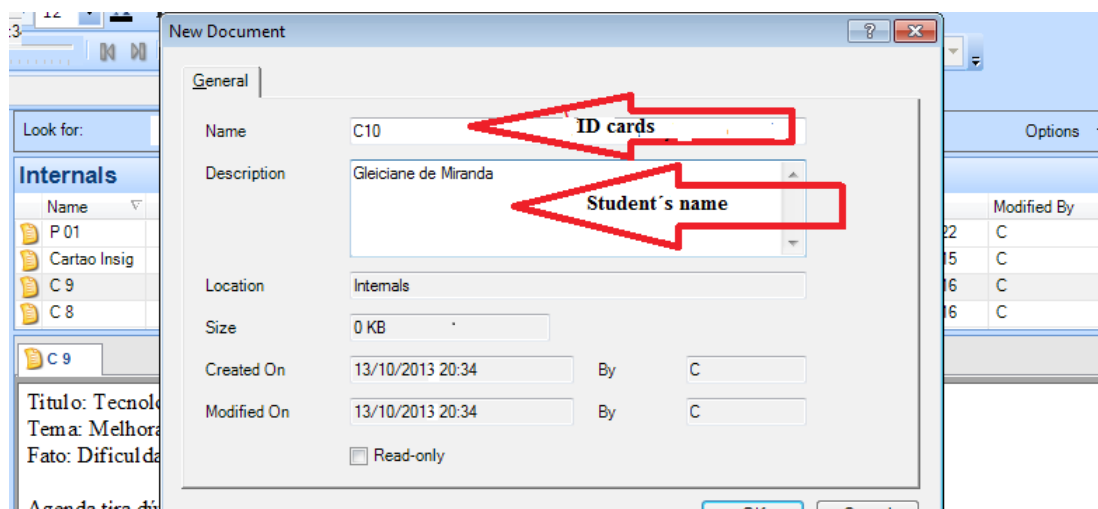 12
New Document
General
Look for:
Name
C10
ID cards
Options
Internals
Description
Gleiciane de Miranda
Student´s name
Name
Modified By
P 01
22
C
Cartao Insig
15
C
C 9
Location
Internals
16
C
C 8
16
C
Size
0 KB
C 9
Created On
13/10/2013 20:34
By
C
Titulo: Tecnolo
Modified On
13/10/2013 20:34
By
C
Tema: Melhora
Fato: Dificulda
Read-only